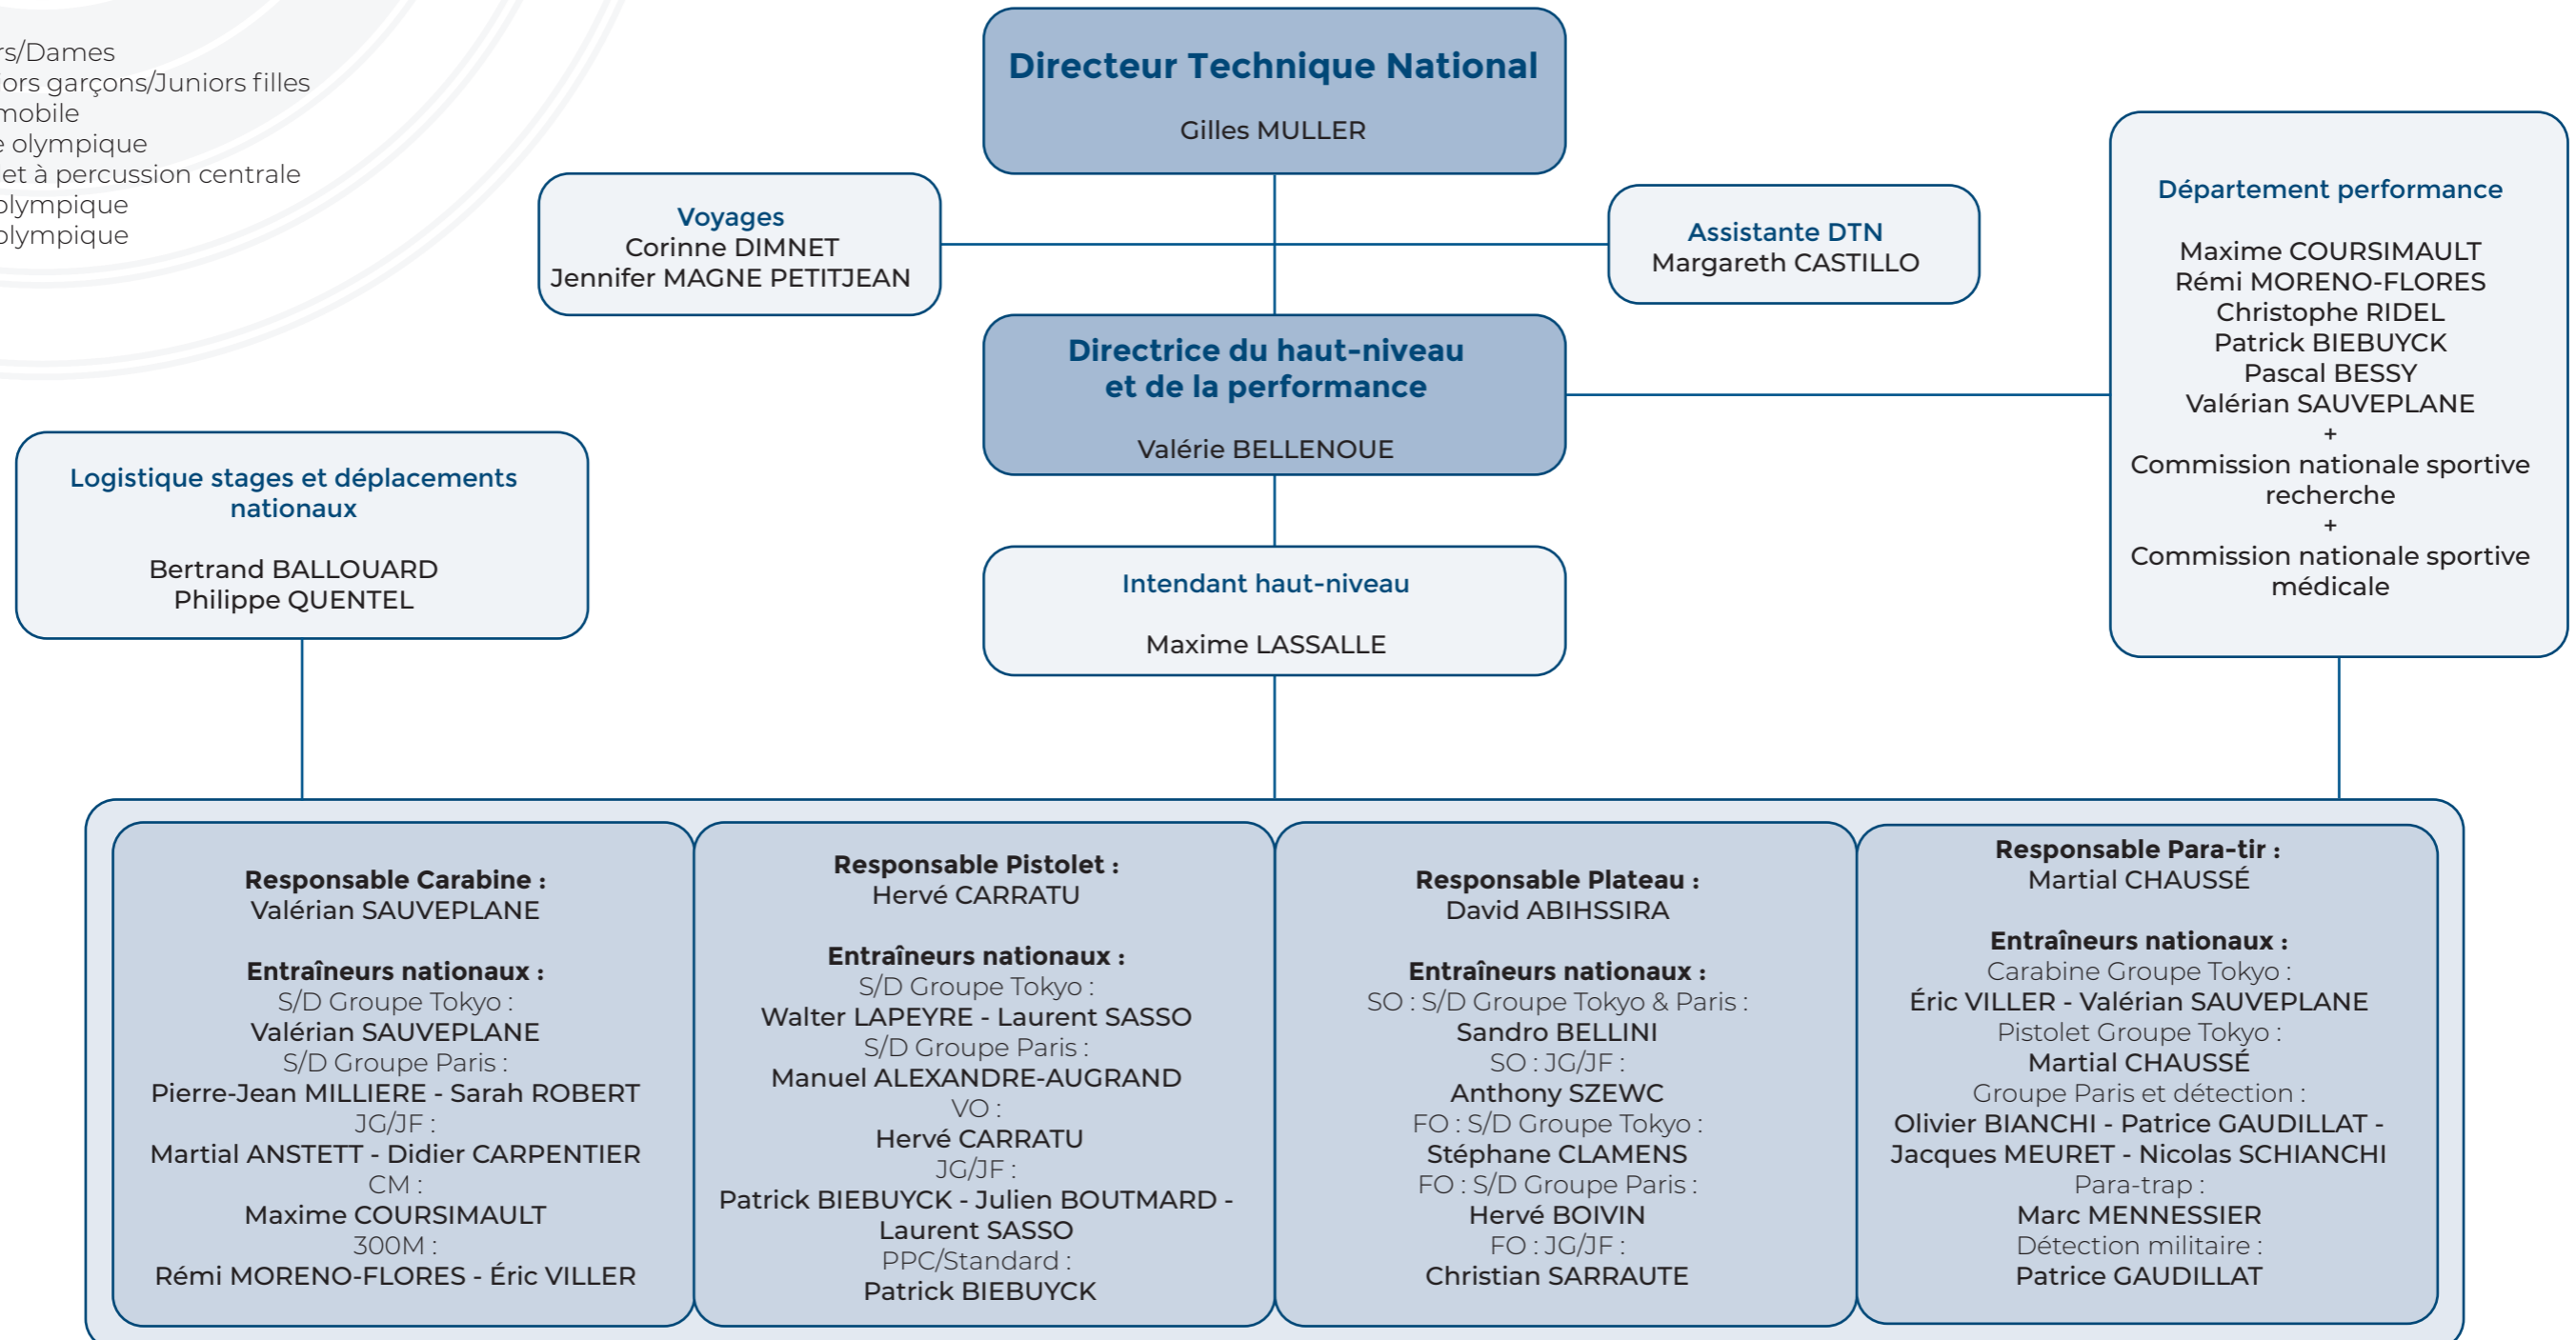 rs/Dames
iors garçons/Juniors filles
mobile
e olympique
let à percussion centrale
olympique
olympique
Directeur Technique National
Gilles MULLER
Voyages
Corinne DIMNET
Jennifer MAGNE PETITJEAN
Assistante DTN
Margareth CASTILLO
Département performance
Maxime COURSIMAULT
Rémi MORENO-FLORES
Christophe RIDEL
Patrick BIEBUYCK
Pascal BESSY
Valérian SAUVEPLANE
+
Commission nationale sportive
recherche
+
Commission nationale sportive
médicale
Directrice du haut-niveau
et de la performance
Valérie BELLENOUE
Logistique stages et déplacements
nationaux
Bertrand BALLOUARD
Philippe QUENTEL
Intendant haut-niveau
Maxime LASSALLE
Responsable Carabine :
Valérian SAUVEPLANE
Entraîneurs nationaux :
S/D Groupe Tokyo :
Valérian SAUVEPLANE
S/D Groupe Paris :
Pierre-Jean MILLIERE - Sarah ROBERT
JG/JF :
Martial ANSTETT - Didier CARPENTIER
CM :
Maxime COURSIMAULT
300M :
Rémi MORENO-FLORES - Éric VILLER
Responsable Pistolet :
Hervé CARRATU
Entraîneurs nationaux :
S/D Groupe Tokyo :
Walter LAPEYRE - Laurent SASSO
S/D Groupe Paris :
Manuel ALEXANDRE-AUGRAND
VO :
Hervé CARRATU
JG/JF :
Patrick BIEBUYCK - Julien BOUTMARD -
Laurent SASSO
PPC/Standard :
Patrick BIEBUYCK
Responsable Plateau :
David ABIHSSIRA
Entraîneurs nationaux :
SO : S/D Groupe Tokyo & Paris :
Sandro BELLINI
SO : JG/JF :
Anthony SZEWC
FO : S/D Groupe Tokyo :
Stéphane CLAMENS
FO : S/D Groupe Paris :
Hervé BOIVIN
FO : JG/JF :
Christian SARRAUTE
Responsable Para-tir :
Martial CHAUSSÉ
Entraîneurs nationaux :
Carabine Groupe Tokyo :
Éric VILLER - Valérian SAUVEPLANE
Pistolet Groupe Tokyo :
Martial CHAUSSÉ
Groupe Paris et détection :
Olivier BIANCHI - Patrice GAUDILLAT -
Jacques MEURET - Nicolas SCHIANCHI
Para-trap :
Marc MENNESSIER
Détection militaire :
Patrice GAUDILLAT